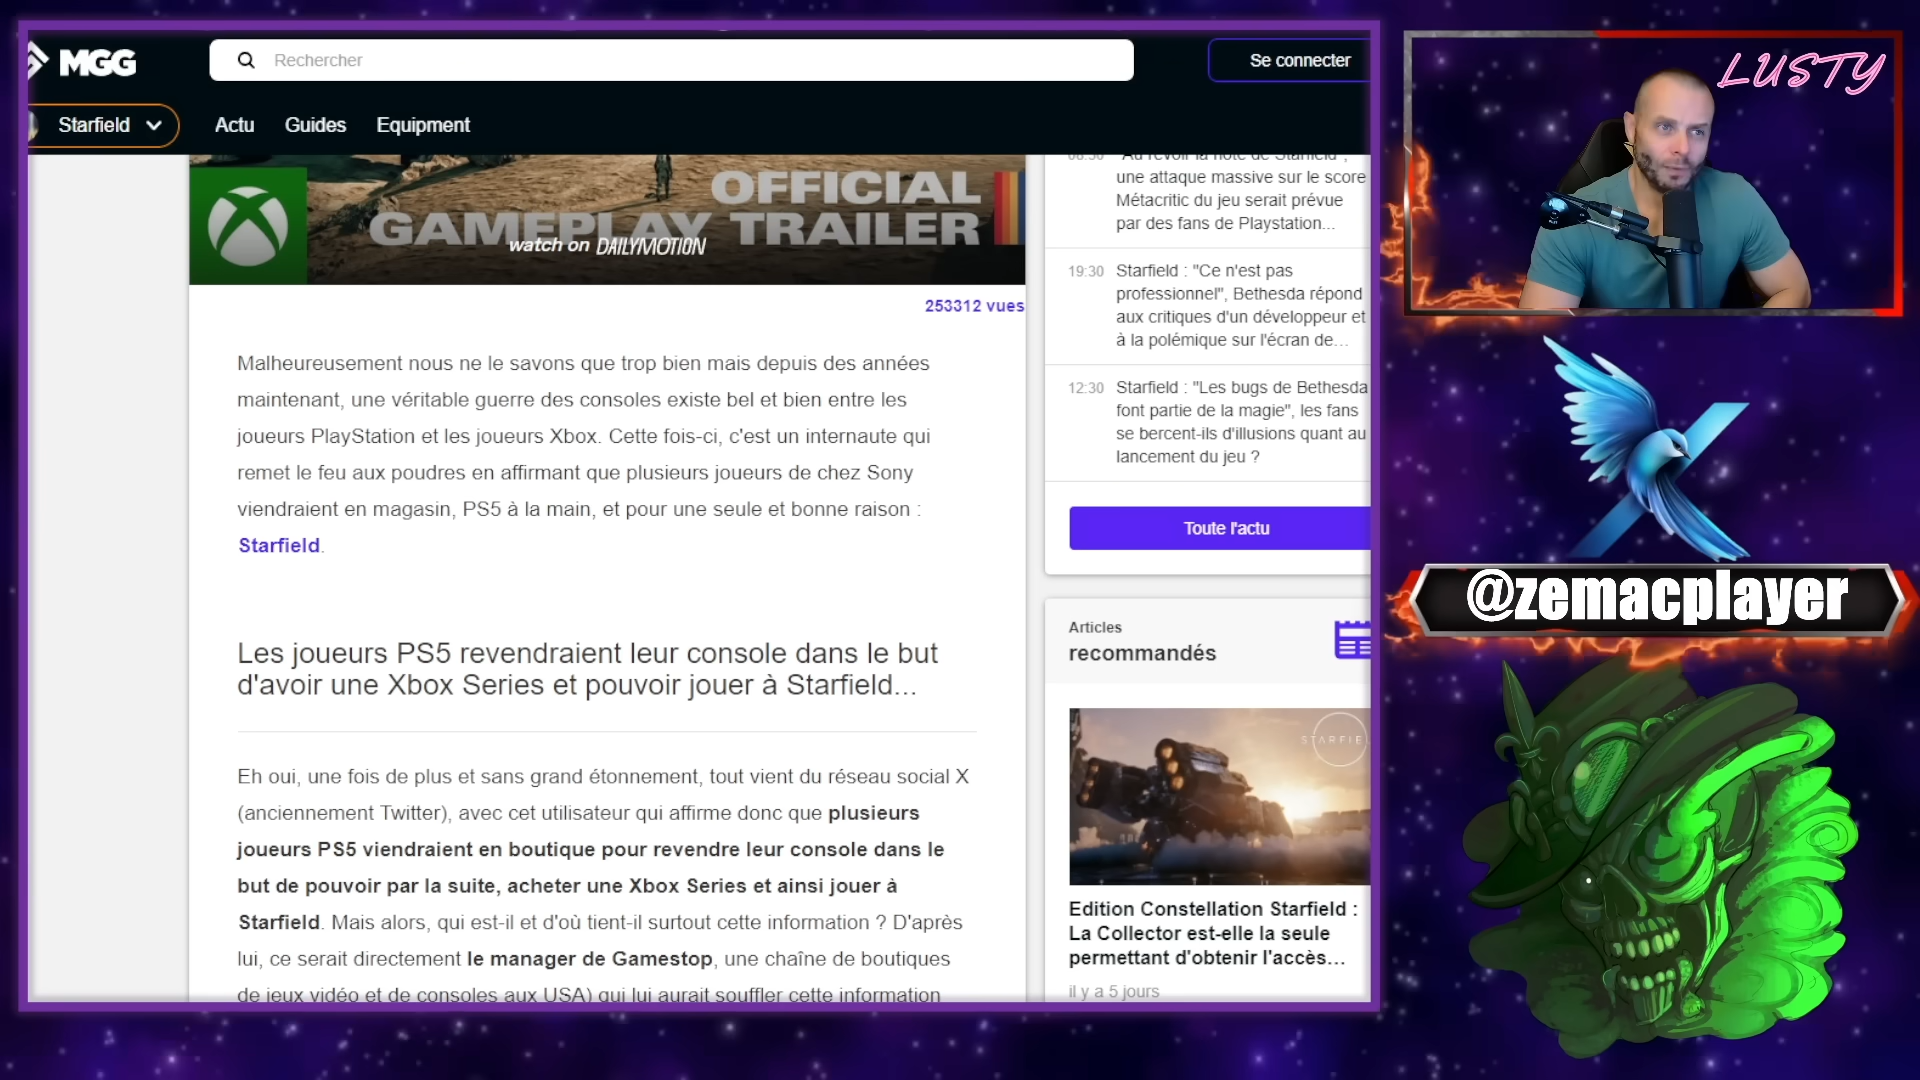 MGG
Rechercher
Se connecter
Starfield
Actu
Guides
Equipment
OFFICIAL
GAMEPLAY TRAILER
watch on DAILYMOTION
253312 vues
Malheureusement nous ne le savons que trop bien mais depuis des années
maintenant, une véritable guerre des consoles existe bel et bien entre les
joueurs PlayStation et les joueurs Xbox. Cette fois-ci, c'est un internaute qui
remet le feu aux poudres en affirmant que plusieurs joueurs de chez Sony
viendraient en magasin, PS5 à la main, et pour une seule et bonne raison :
Starfield.
Les joueurs PS5 revendraient leur console dans le but
d'avoir une Xbox Series et pouvoir jouer à Starfield...
Eh oui, une fois de plus et sans grand étonnement, tout vient du réseau social X
(anciennement Twitter), avec cet utilisateur qui affirme donc que plusieurs
joueurs PS5 viendraient en boutique pour revendre leur console dans le
but de pouvoir par la suite, acheter une Xbox Series et ainsi jouer à
Starfield. Mais alors, qui est-il et d'où tient-il surtout cette information ? D'après
lui, ce serait directement le manager de Gamestop, une chaîne de boutiques
de jeux vidéo et de consoles aux USA) qui lui aurait souffler cette information
"Au revoir la note de Starfield",
une attaque massive sur le score
Métacritic du jeu serait prévue
par des fans de Playstation...
19:30 Starfield : "Ce n'est pas
professionnel", Bethesda répond
aux critiques d'un développeur et
à la polémique sur l'écran de...
12:30 Starfield : "Les bugs de Bethesda
font partie de la magie", les fans
se bercent-ils d'illusions quant au
lancement du jeu ?
Toute l'actu
Articles
recommandés
STARFIEL
Edition Constellation Starfield :
La Collector est-elle la seule
permettant d'obtenir l'accès...
il y a 5 jours
LUSTY
@zemacplayer